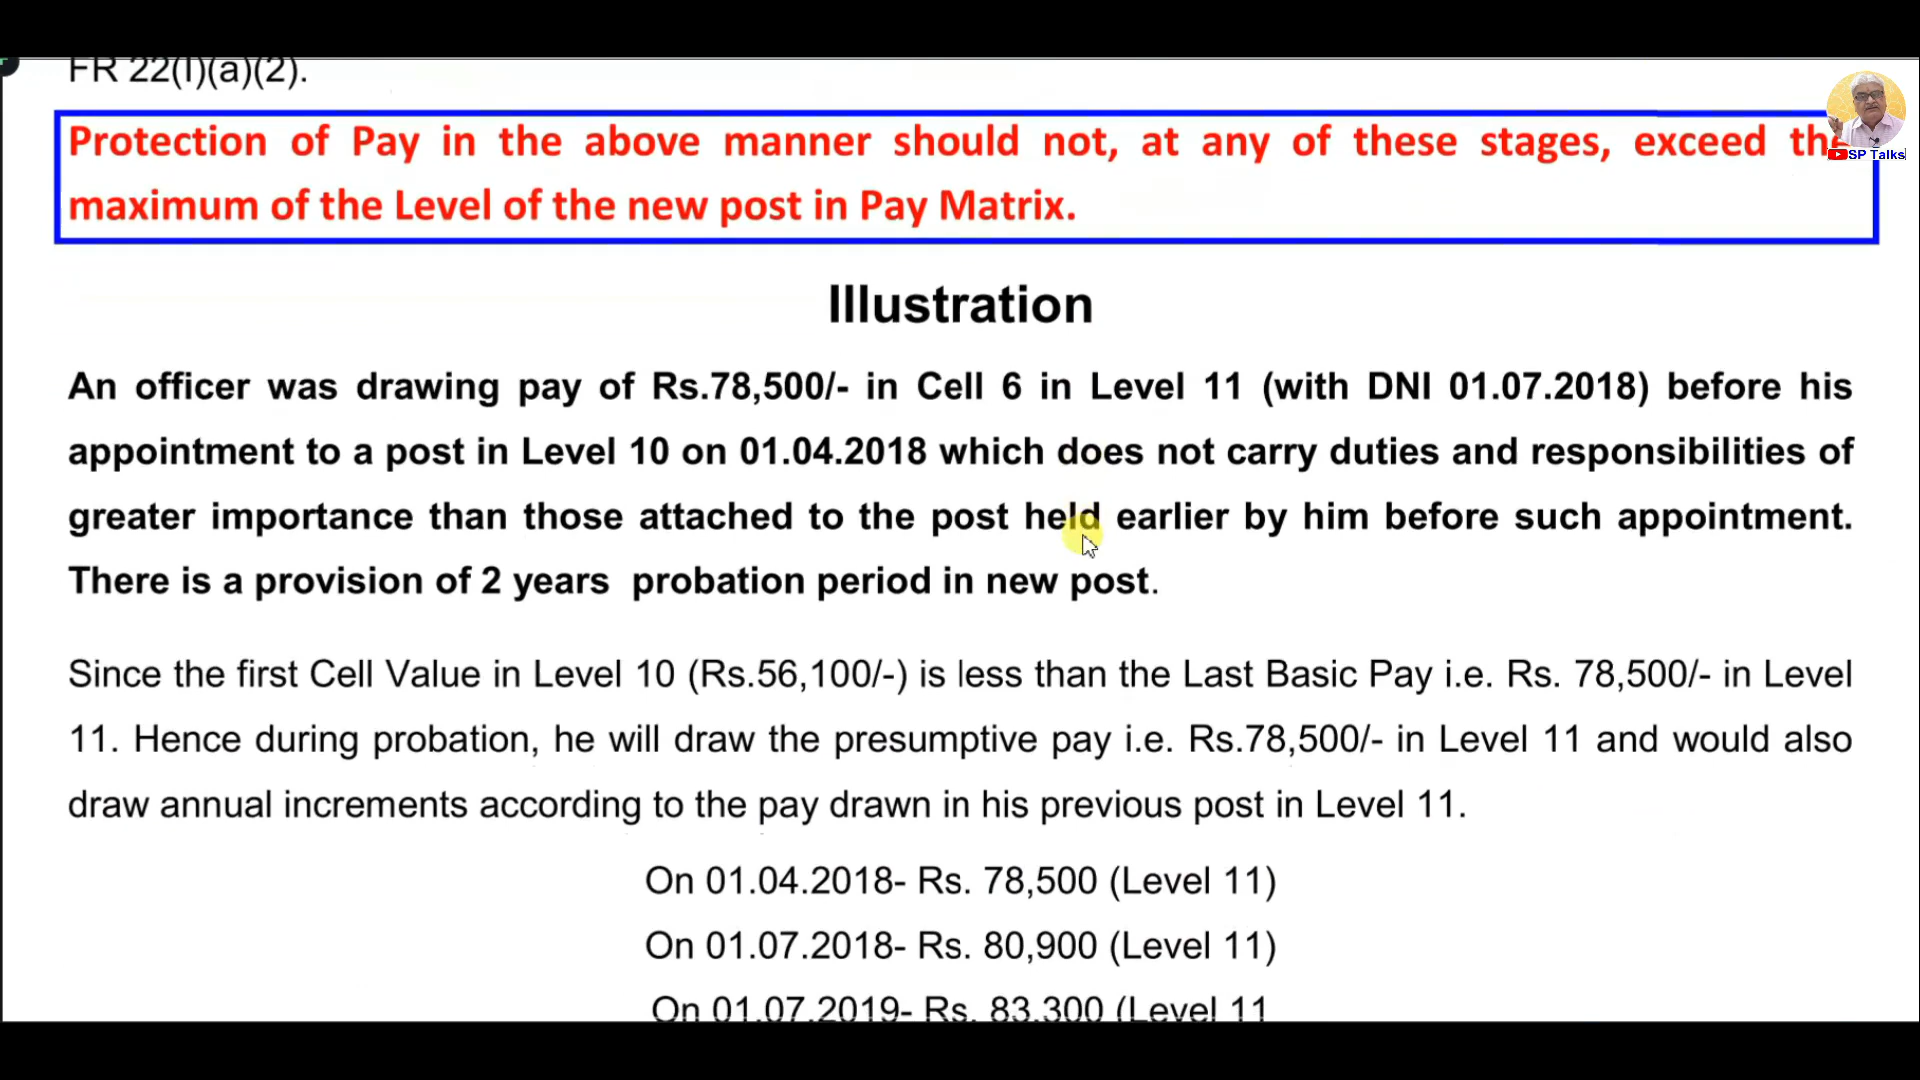 FR 22(I)(a)(2).
Protection of Pay in the above manner should not, at any of these stages, exceed the
maximum of the Level of the new post in Pay Matrix.
SP Talks
Illustration
An officer was drawing pay of Rs.78,500/- in Cell 6 in Level 11 (with DNI 01.07.2018) before his
appointment to a post in Level 10 on 01.04.2018 which does not carry duties and responsibilities of
greater importance than those attached to the post held earlier by him before such appointment.
There is a provision of 2 years probation period in new post.
Since the first Cell Value in Level 10 (Rs.56,100/-) is less than the Last Basic Pay i.e. Rs. 78,500/- in Level
11. Hence during probation, he will draw the presumptive pay i.e. Rs.78,500/- in Level 11 and would also
draw annual increments according to the pay drawn in his previous post in Level 11.
On 01.04.2018- Rs. 78,500 (Level 11)
On 01.07.2018- Rs. 80,900 (Level 11)
On 01.07.2019- Rs. 83,300 (Level 11